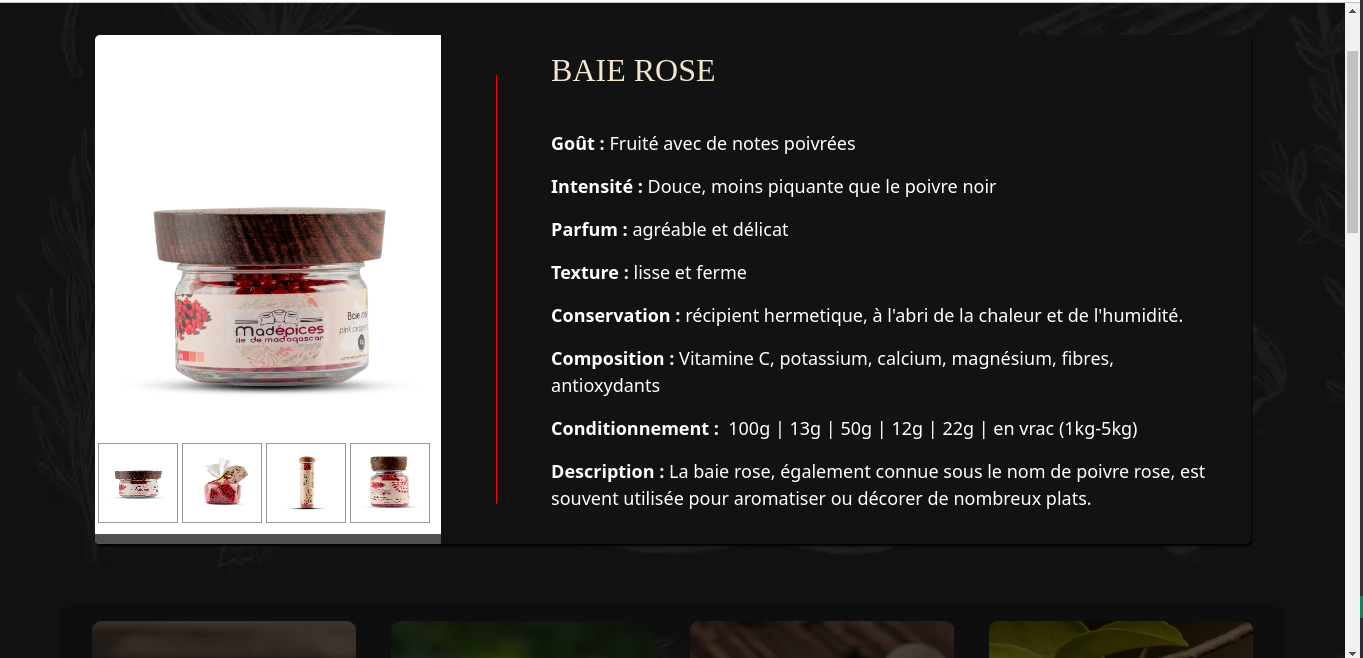 BAIE ROSE
Goût : Fruité avec de notes poivrées
Intensité : Douce, moins piquante que le poivre noir
Parfum : agréable et délicat
Texture : lisse et ferme
Conservation : récipient hermetique, à l'abri de la chaleur et de l'humidité.
Composition : Vitamine C, potassium, calcium, magnésium, fibres,
antioxydants
Conditionnement : 100g | 13g | 50g | 12g | 22g | en vrac (1kg-5kg)
Description : La baie rose, également connue sous le nom de poivre rose, est
souvent utilisée pour aromatiser ou décorer de nombreux plats.
Madépices
ile de madagascar
Baie
pink